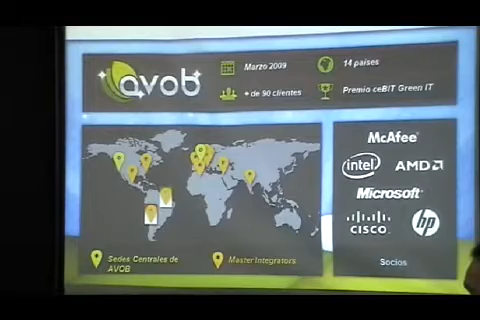 avob
Marzo 2009
14 países
+ de 90 clientes
Premio ceBIT Green IT
McAfee
intel
AMD
Microsoft
CISCO
hp
Sedes Centrales de
AVOB
Master Integrators
Socios